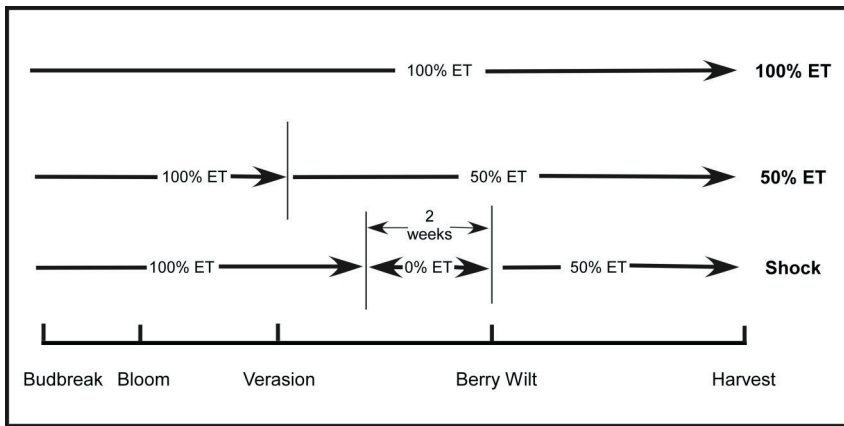 100% ET 100% ET
100% ET 50% ET 50% ET
2
weeks
100% ET 0% ET 50% ET Shock
Budbreak Bloom Verasion Berry Wilt Harvest